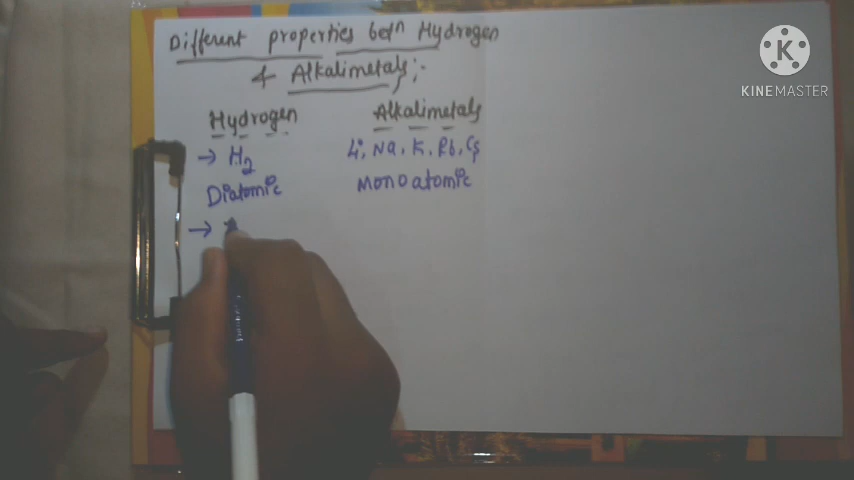 Different properties betn Hydrogen
& Alkalimetals;-
Hydrogen Alkalimetals
→ H2 Li, Na, K, Rb, Cs
Diatomic Monoatomic
→
K
KINEMASTER